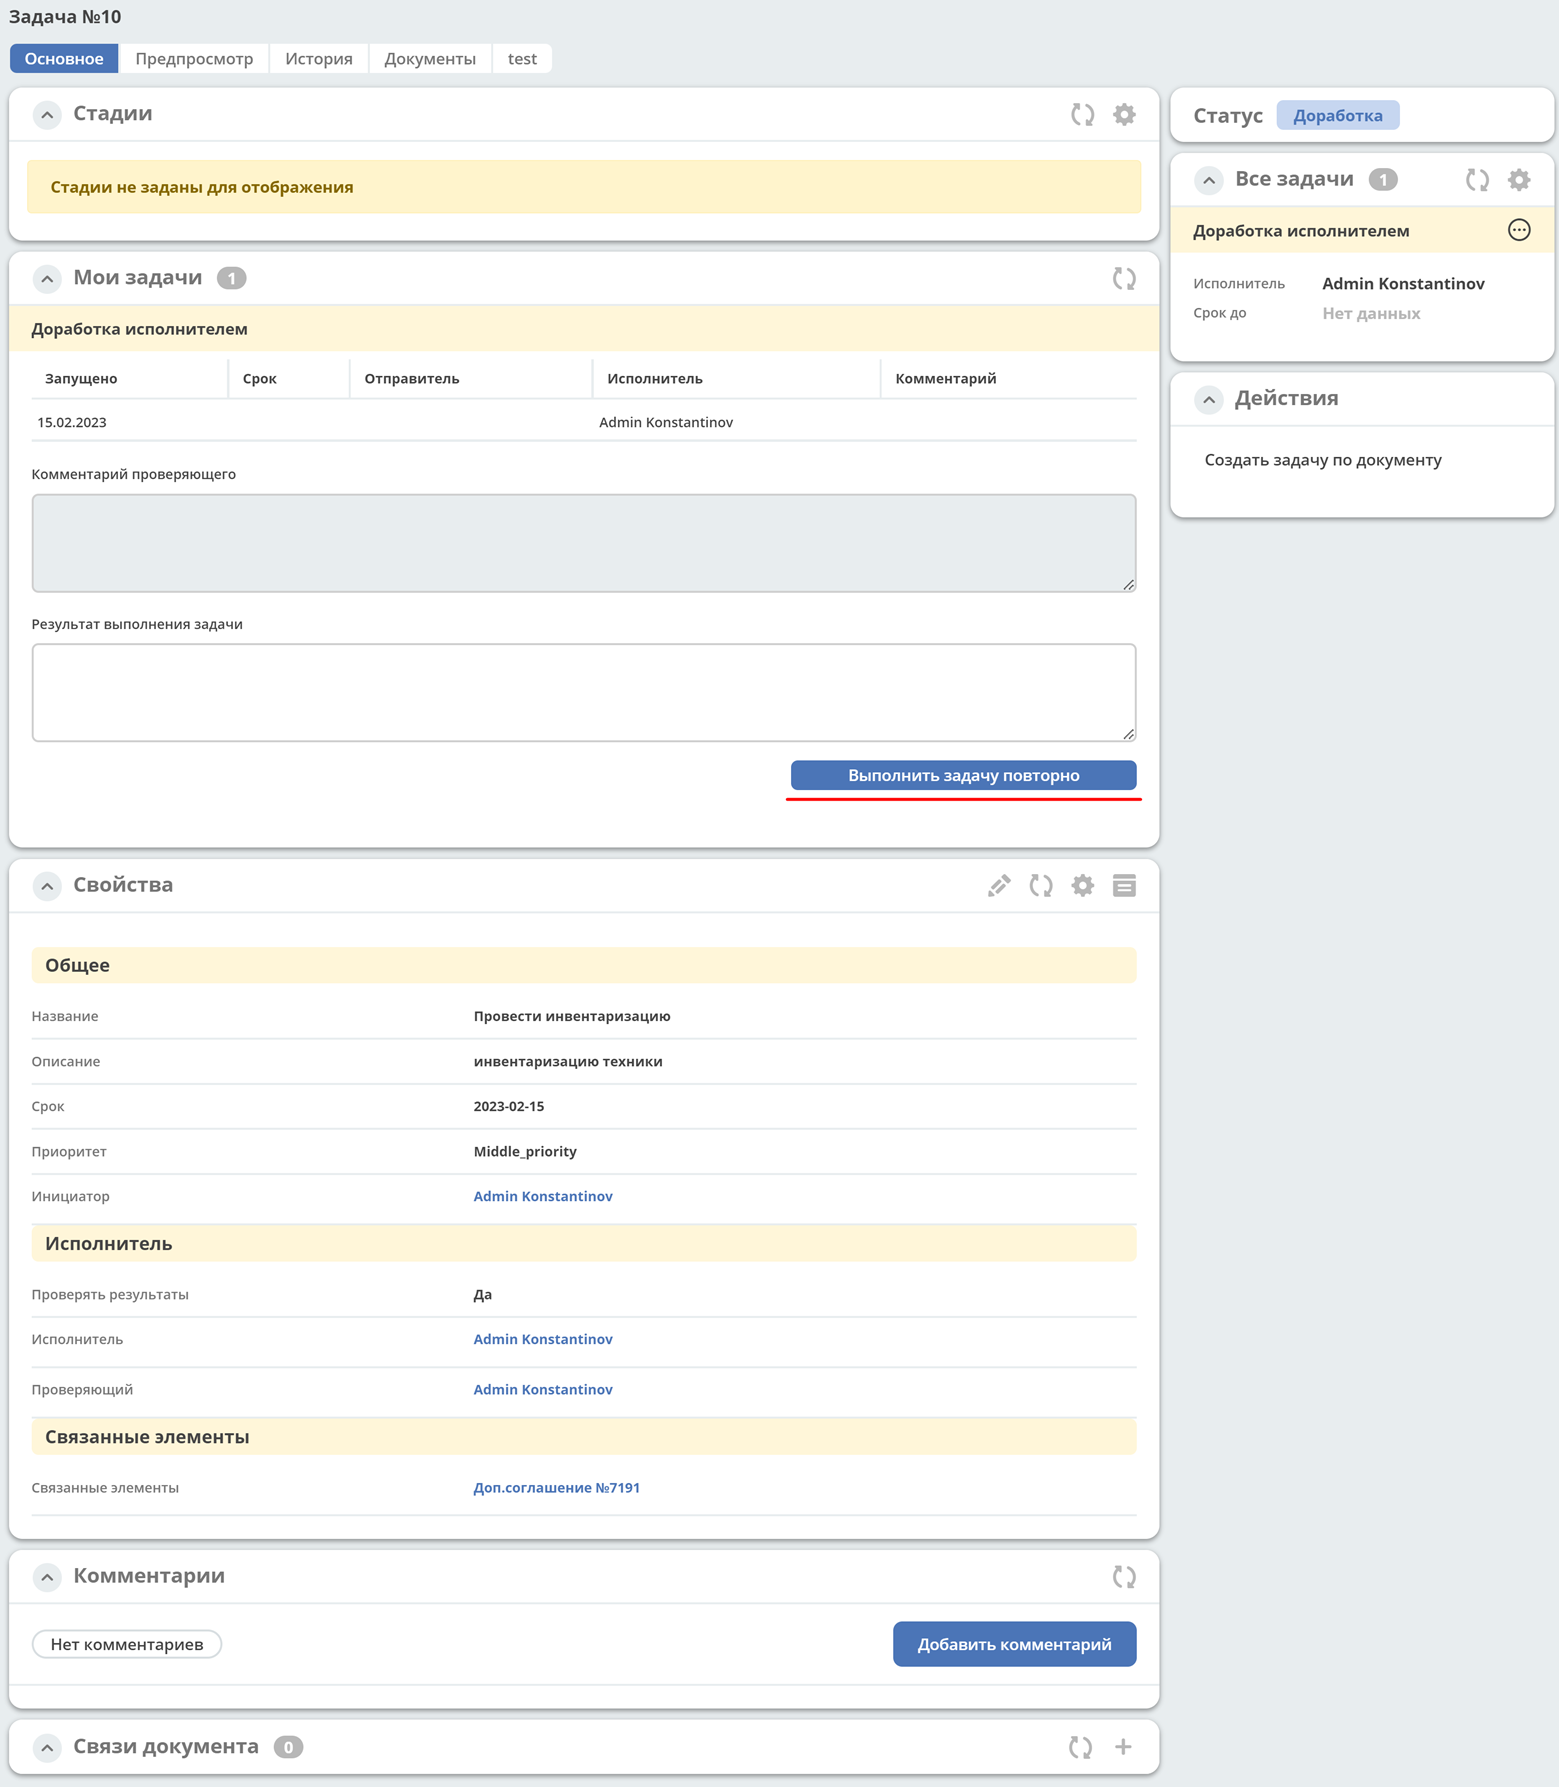 Задача №10
Основное Предпросмотр История Документы test
Стадии
Стадии не заданы для отображения
Мои задачи 1
Доработка исполнителем
Запущено Срок Отправитель Исполнитель Комментарий
15.02.2023 Admin Konstantinov
Комментарий проверяющего
Результат выполнения задачи
Выполнить задачу повторно
Свойства
Общее
Название Провести инвентаризацию
Описание инвентаризацию техники
Срок 2023-02-15
Приоритет Middle_priority
Инициатор Admin Konstantinov
Исполнитель
Проверять результаты Да
Исполнитель Admin Konstantinov
Проверяющий Admin Konstantinov
Связанные элементы
Связанные элементы Доп.соглашение №7191
Комментарии
Нет комментариев Добавить комментарий
Связи документа 0
Статус Доработка
Все задачи 1
Доработка исполнителем
Исполнитель Admin Konstantinov
Срок до Нет данных
Действия
Создать задачу по документу